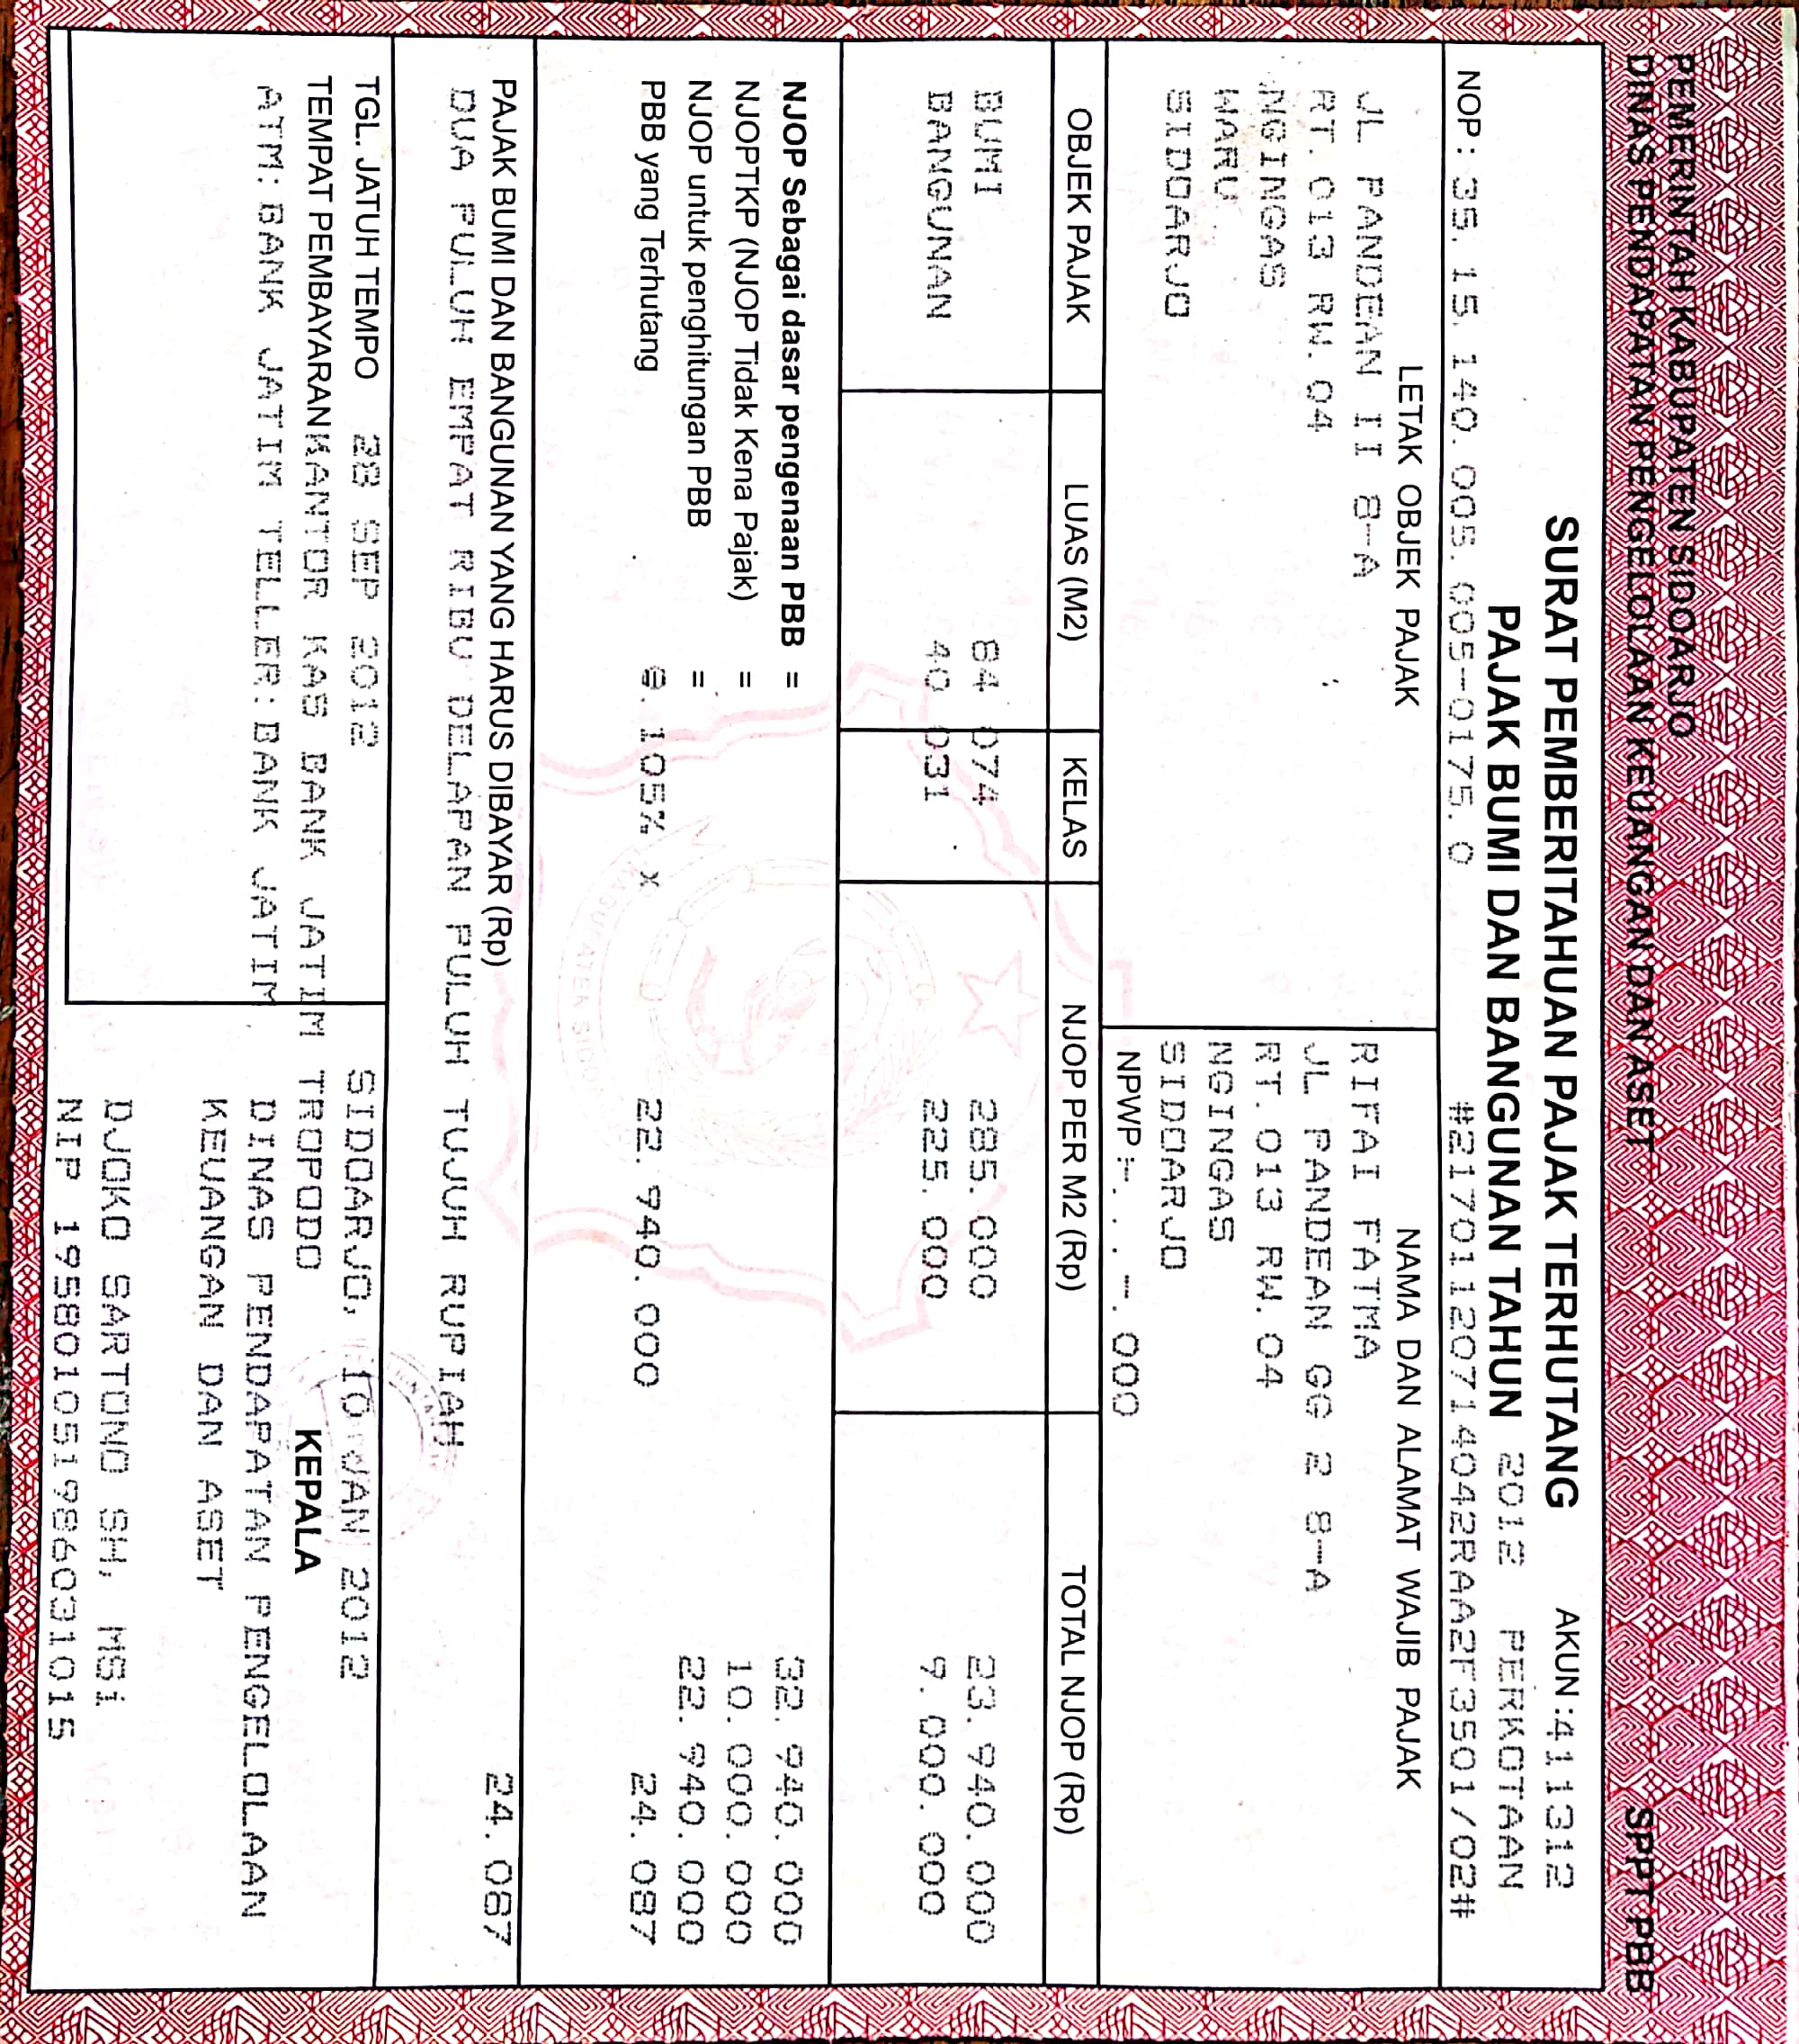 PEMERINTAH KABUPATEN SIDOARJO
DINAS PENDAPATAN PENGELOLAAN KEUANGAN DAN ASET
SPPT PBB
SURAT PEMBERITAHUAN PAJAK TERHUTANG
AKUN : 411312
PAJAK BUMI DAN BANGUNAN TAHUN 2012 PERKOTAAN
NOP : 35. 15. 140. 005. 005-0175. 0
#21701120714042RAA2F3501/02#
LETAK OBJEK PAJAK
JL PANDEAN II 8-A
RT. 013 RW. 04
NGINGAS
WARU
SIDOARJO
NAMA DAN ALAMAT WAJIB PAJAK
RIFAI FATMA
JL PANDEAN GG 2 8-A
RT. 013 RW. 04
NGINGAS
SIDOARJO
NPWP :-. . . -. 000
OBJEK PAJAK LUAS (M2) KELAS NJOP PER M2 (Rp) TOTAL NJOP (Rp)
BUMI 84 074 285. 000 23. 940. 000
BANGUNAN 40 031 225. 000 9. 000. 000
NJOP Sebagai dasar pengenaan PBB = 32. 940. 000
NJOPTKP (NJOP Tidak Kena Pajak) = 10. 000. 000
NJOP untuk penghitungan PBB = 22. 940. 000
PBB yang Terhutang 0. 105% x 22. 940. 000 24. 087
PAJAK BUMI DAN BANGUNAN YANG HARUS DIBAYAR (Rp) 24. 087
DUA PULUH EMPAT RIBU DELAPAN PULUH TUJUH RUPIAH
TGL. JATUH TEMPO 28 SEP 2012
TEMPAT PEMBAYARAN KANTOR KAS BANK JATIM TROPODO
ATM: BANK JATIM TELLER: BANK JATIM
SIDOARJO, 10 JAN 2012
KEPALA
DINAS PENDAPATAN PENGELOLAAN
KEUANGAN DAN ASET
DJOKO SARTONO SH, MSi
NIP 195801051986031015